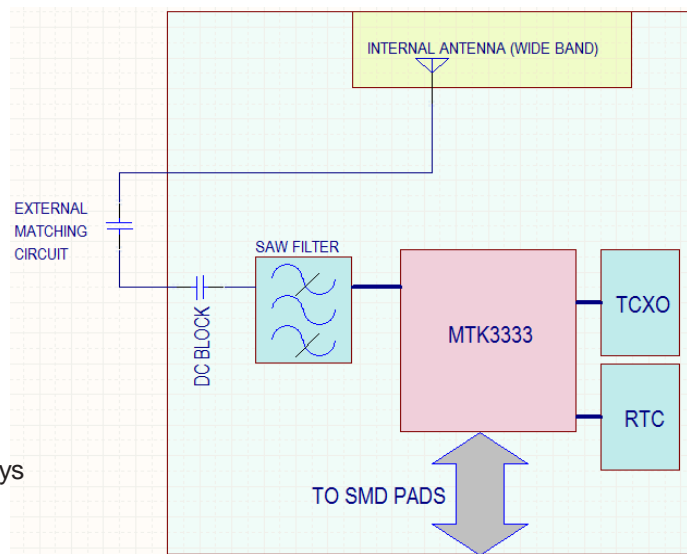 INTERNAL ANTENNA (WIDE BAND)
EXTERNAL
MATCHING
CIRCUIT
SAW FILTER
DC BLOCK
MTK3333
TCXO
RTC
ys
TO SMD PADS